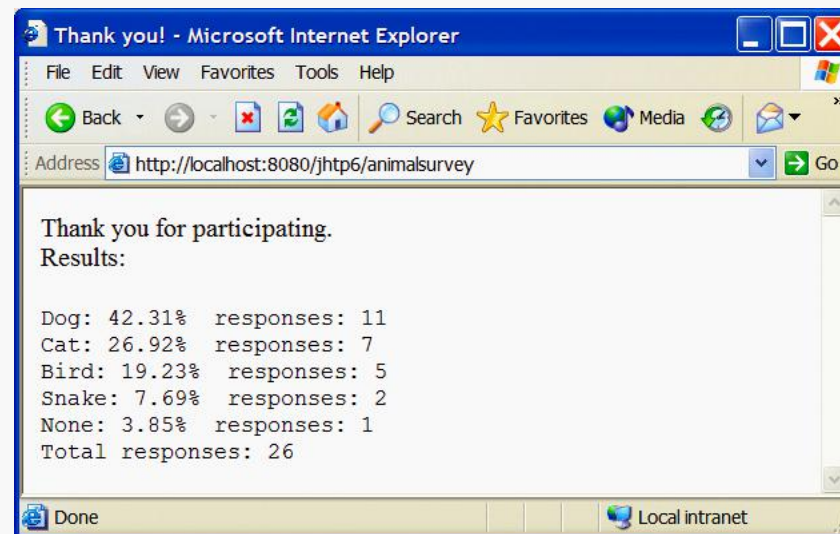 Thank you! - Microsoft Internet Explorer
File Edit View Favorites Tools Help
Back Search Favorites Media »
Address http://localhost:8080/jhtp6/animalsurvey Go
Thank you for participating.
Results:
Dog: 42.31% responses: 11
Cat: 26.92% responses: 7
Bird: 19.23% responses: 5
Snake: 7.69% responses: 2
None: 3.85% responses: 1
Total responses: 26
Done Local intranet